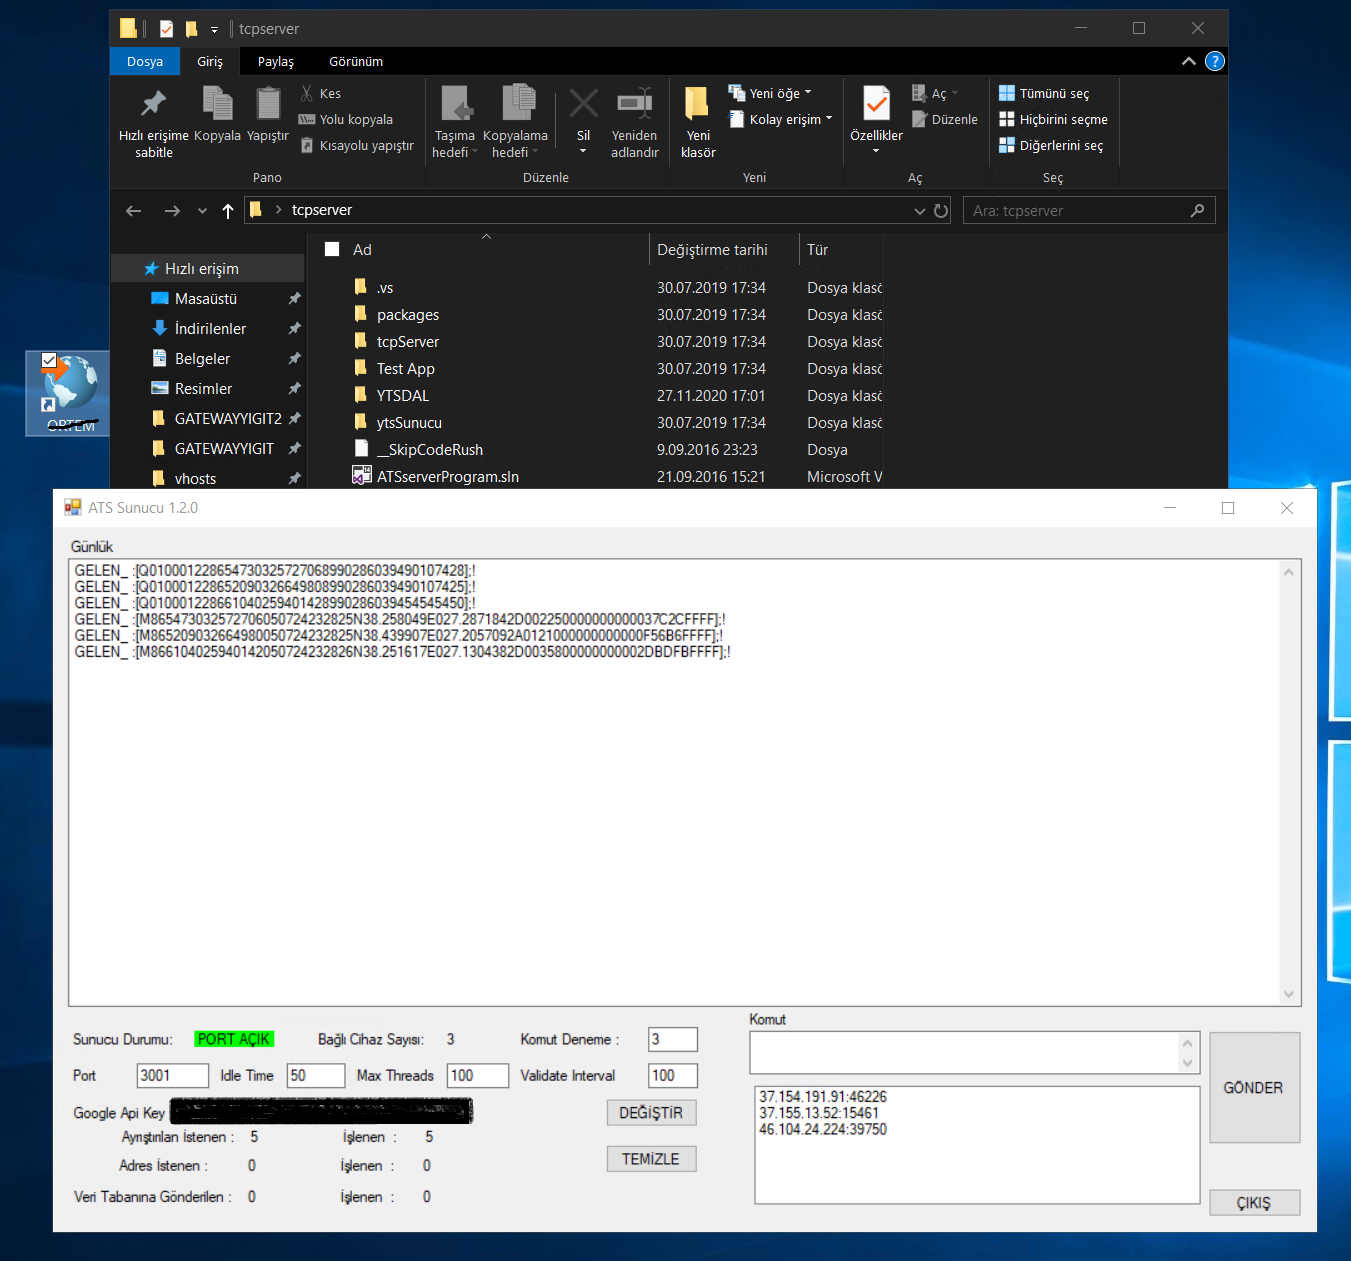 tcpserver
Dosya Giriş Paylaş Görünüm
Hızlı erişime sabitle
Kopyala
Yapıştır
Kes
Yolu kopyala
Kısayolu yapıştır
Taşıma hedefi
Kopyalama hedefi
Sil
Yeniden adlandır
Yeni klasör
Yeni öğe
Kolay erişim
Özellikler
Aç
Düzenle
Tümünü seç
Hiçbirini seçme
Diğerlerini seç
Pano Düzenle Yeni Aç Seç
tcpserver
Ara: tcpserver
Ad Değiştirme tarihi Tür
Hızlı erişim
Masaüstü
İndirilenler
Belgeler
Resimler
GATEWAYYIGIT2
GATEWAYYIGIT
vhosts
.vs 30.07.2019 17:34 Dosya klasö
packages 30.07.2019 17:34 Dosya klasö
tcpServer 30.07.2019 17:34 Dosya klasö
Test App 30.07.2019 17:34 Dosya klasö
YTSDAL 27.11.2020 17:01 Dosya klasö
ytsSunucu 30.07.2019 17:34 Dosya klasö
__SkipCodeRush 9.09.2016 23:23 Dosya
ATSserverProgram.sln 21.09.2016 15:21 Microsoft V
ATS Sunucu 1.2.0
Günlük
GELEN_ :[Q0100012286547303257270689902860394901074​28];!
GELEN_ :[Q010001228652090326649808990286039490107425];!
GELEN_ :[Q010001228661040259401428990286039454545450];!
GELEN_ :[M865473032572706050724232825N38.258049E027.2871842D002250000000000037C2CFFFF];!
GELEN_ :[M865209032664980050724232825N38.439907E027.2057092A0121000000000000F56B6FFFF];!
GELEN_ :[M866104025940142050724232826N38.251617E027.1304382D0035800000000002DBDFBFFFF];!
Sunucu Durumu: PORT AÇIK Bağlı Cihaz Sayısı: 3 Komut Deneme : 3
Port 3001 Idle Time 50 Max Threads 100 Validate Interval 100
Google Api Key
DEĞİŞTİR
Ayrıştırılan İstenen : 5 İşlenen : 5
Adres İstenen : 0 İşlenen : 0
TEMİZLE
Veri Tabanına Gönderilen : 0 İşlenen : 0
Komut
GÖNDER
37.154.191.91:46226
37.155.13.52:15461
46.104.24.224:39750
ÇIKIŞ